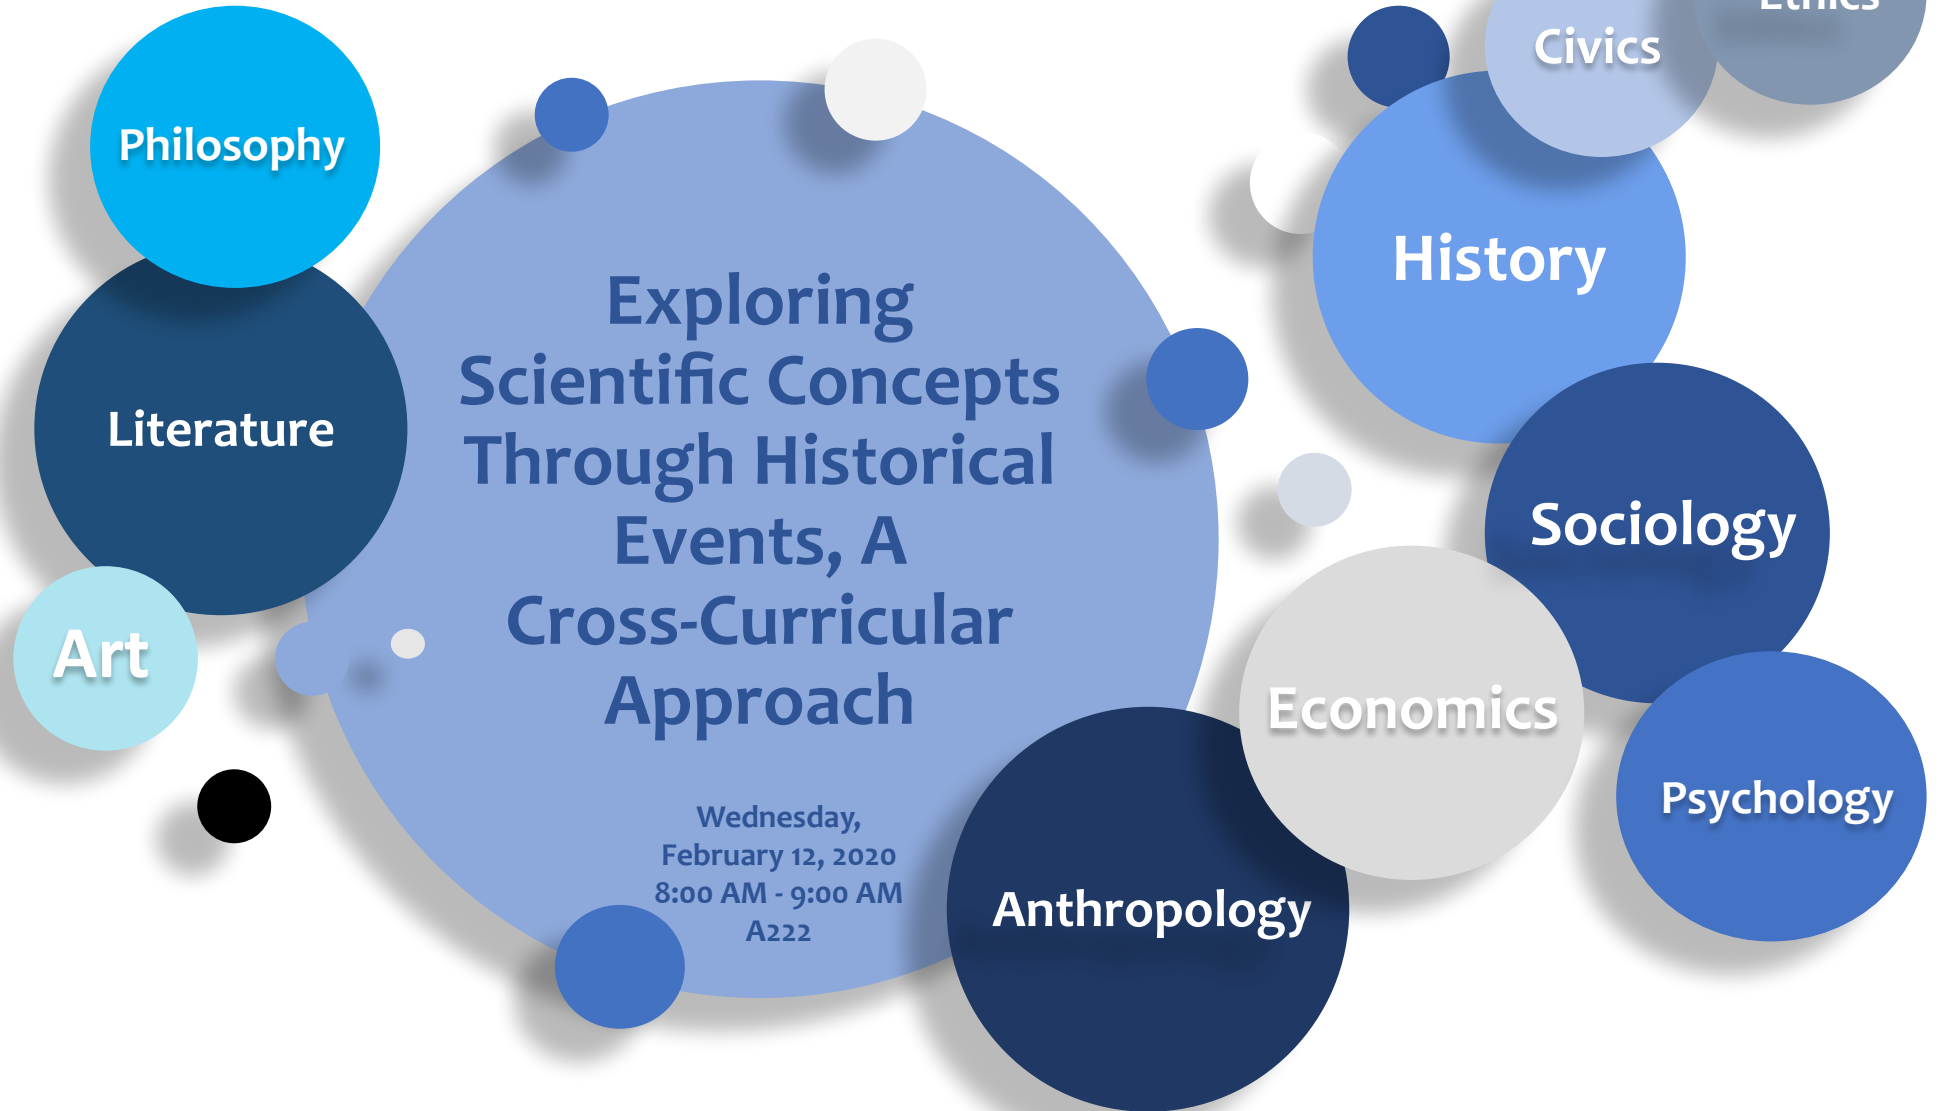 Ethics
Civics
Philosophy
History
Exploring
Scientific Concepts
Through Historical
Events, A
Cross-Curricular
Approach
Literature
Sociology
Art
Economics
Psychology
Wednesday,
February 12, 2020
8:00 AM - 9:00 AM
A222
Anthropology